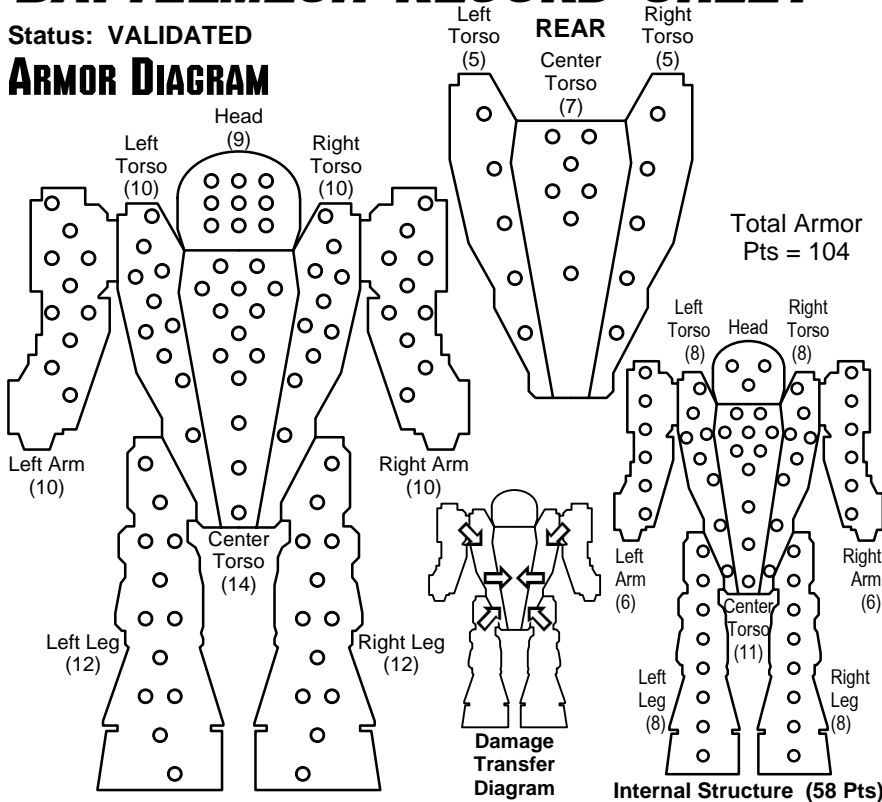 BATTLEMECH RECORD SHEET
Status: VALIDATED
ARMOR DIAGRAM
REAR
Left
Torso
(5)
Center
Torso
(7)
Right
Torso
(5)
Head
(9)
Left
Torso
(10)
Right
Torso
(10)
Total Armor
Pts = 104
Left Arm
(10)
Right Arm
(10)
Center
Torso
(14)
Left Leg
(12)
Right Leg
(12)
Damage
Transfer
Diagram
Left
Torso
(8)
Head
Right
Torso
(8)
Left
Arm
(6)
Right
Arm
(6)
Center
Torso
(11)
Left
Leg
(8)
Right
Leg
(8)
Internal Structure (58 Pts)